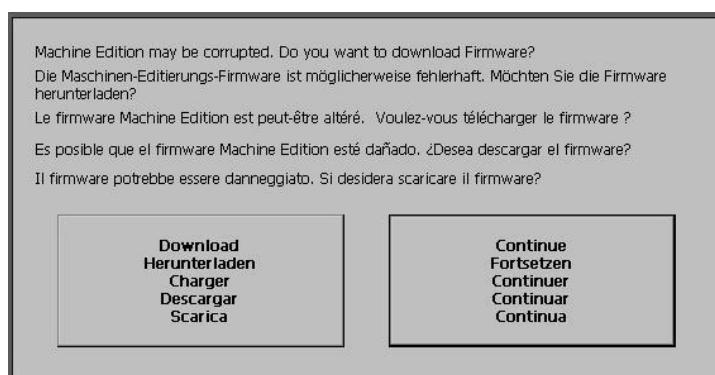 Machine Edition may be corrupted. Do you want to download Firmware?
Die Maschinen-Editierungs-Firmware ist möglicherweise fehlerhaft. Möchten Sie die Firmware
herunterladen?
Le firmware Machine Edition est peut-être altéré. Voulez-vous télécharger le firmware ?
Es posible que el firmware Machine Edition esté dañado. ¿Desea descargar el firmware?
Il firmware potrebbe essere danneggiato. Si desidera scaricare il firmware?
Download
Herunterladen
Charger
Descargar
Scarica
Continue
Fortsetzen
Continuer
Continuar
Continua